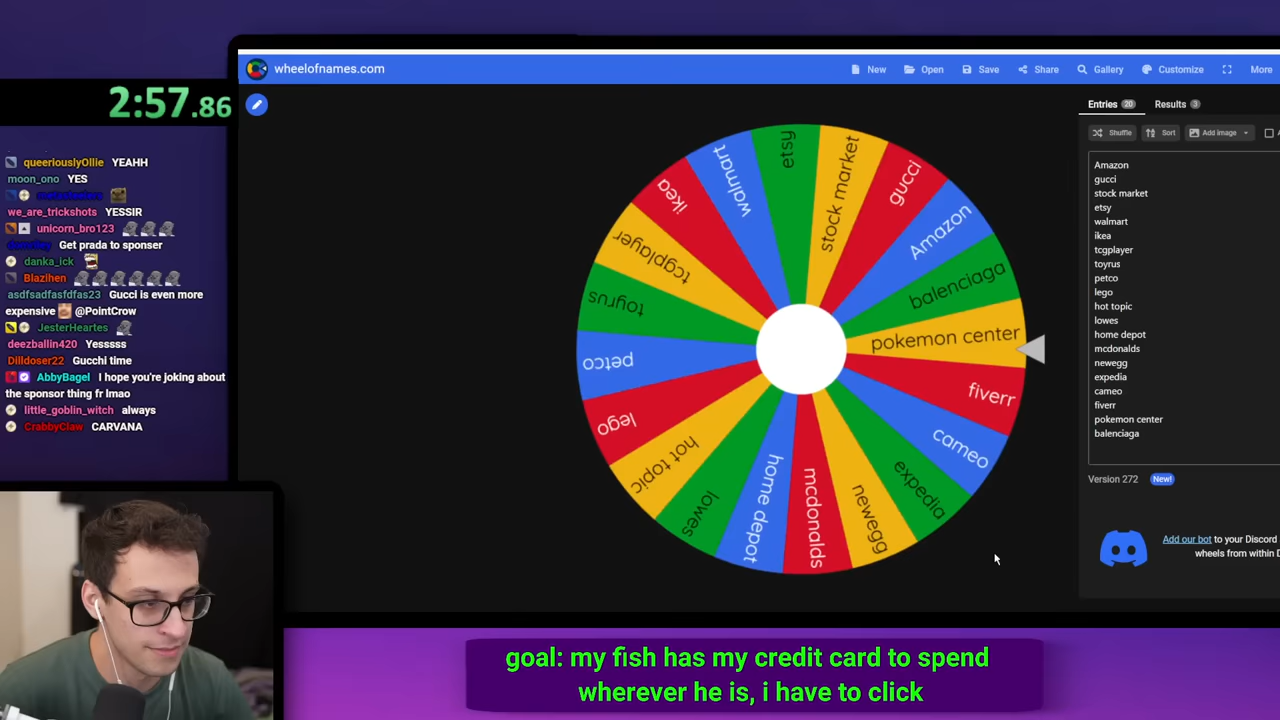 wheelofnames.com
New
Open
Save
Share
Gallery
Customize
More
2:57.86
queeriouslyOllie YEAHH
moon_ono YES
we_are_trickshots YESSIR
unicorn_bro123
Get prada to sponser
danka_ick
Blazlhen
asdfsadfasfdfas23 Gucci is even more
expensive @PointCrow
JesterHeartes
deezballin420 Yesssss
Dilldoser22 Gucchi time
AbbyBagel I hope you're joking about
the sponsor thing fr lmao
little_goblin_witch always
CrabbyClaw CARVANA
etsy
stock market
gucci
Amazon
balenciaga
pokemon center
fiverr
cameo
expedia
newegg
mcdonalds
home depot
lowes
hot topic
lego
petco
toyrus
tcgplayer
ikea
walmart
Entries 20
Results 3
Shuffle
Sort
Add image
Amazon
gucci
stock market
etsy
walmart
ikea
tcgplayer
toyrus
petco
lego
hot topic
lowes
home depot
mcdonalds
newegg
expedia
cameo
fiverr
pokemon center
balenciaga
Version 272 New!
Add our bot to your Discord
wheels from within D
goal: my fish has my credit card to spend
wherever he is, i have to click